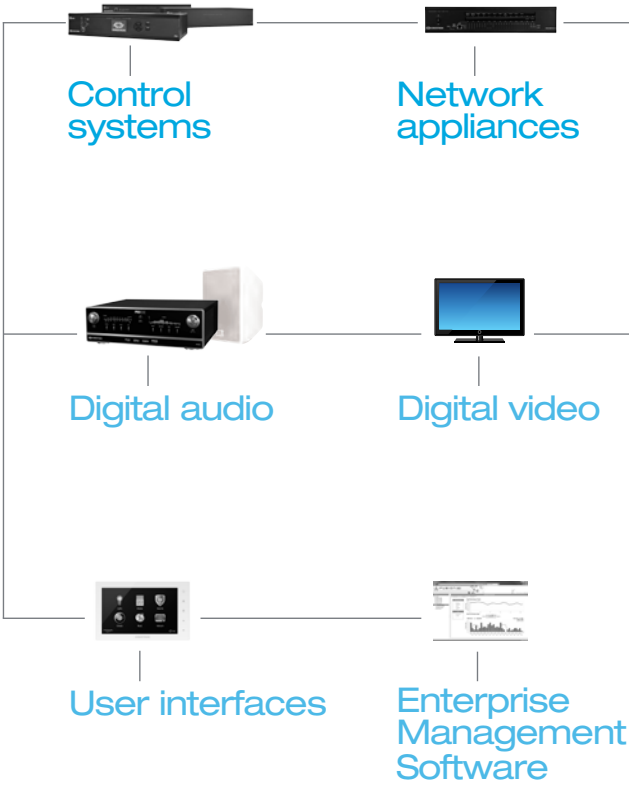 Control
systems
Network
appliances
Digital audio
Digital video
User interfaces
Enterprise
Management
Software